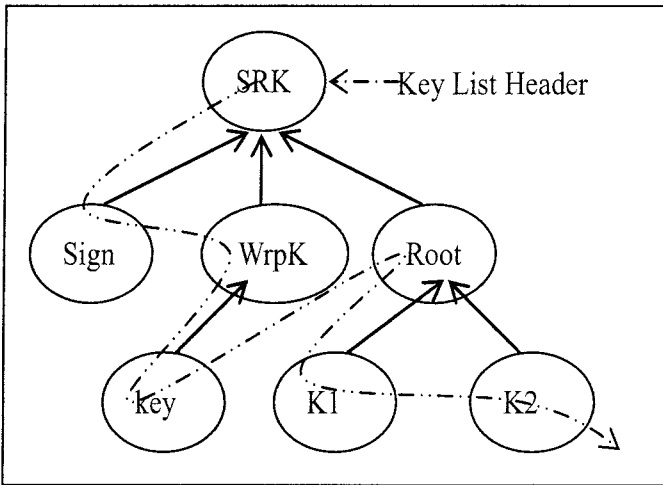 SRK
Key List Header
Sign
WrpK
Root
key
K1
K2